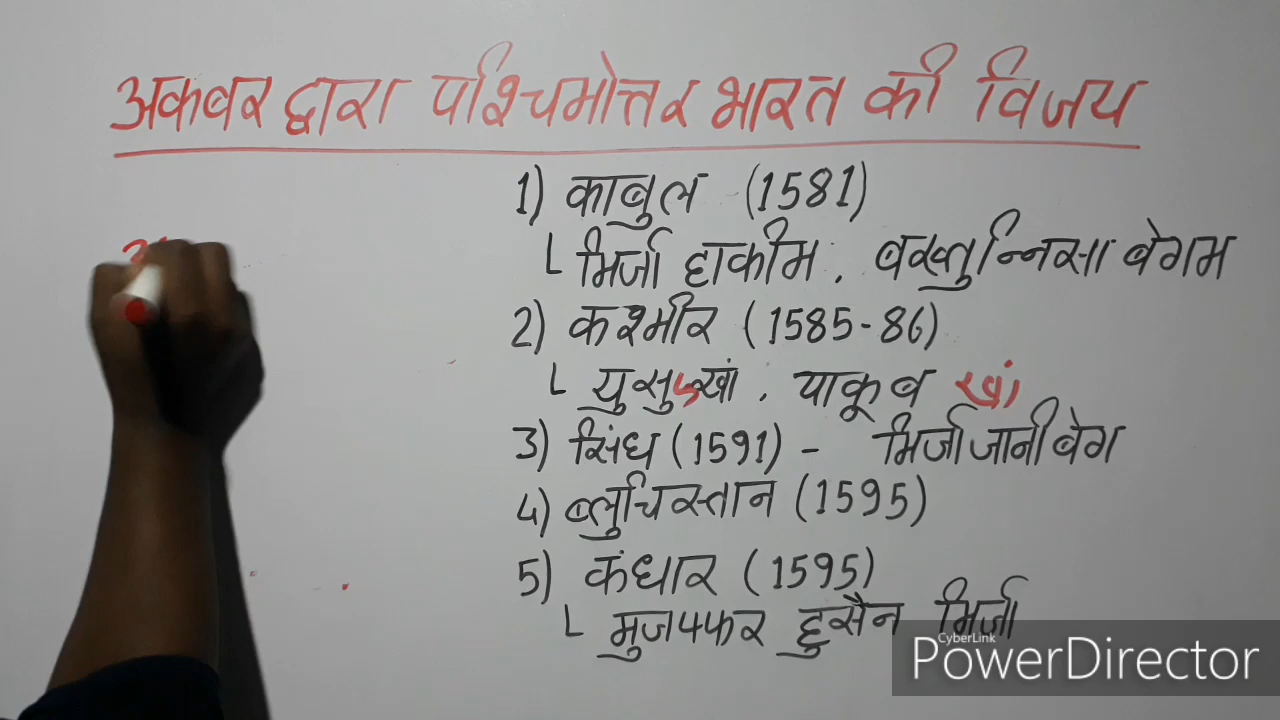 अकबर द्वारा पश्चिमोत्तर भारत की विजय
1) काबुल (1581)
└ मिर्जा हाकीम , बख्तुन्निसा बेगम
2) कश्मीर (1585-86)
└ युसुफखां , याकूब खां
3) सिंध (1591) - मिर्जा जानी बेग
4) ब्लुचिस्तान (1595)
5) कंधार (1595)
└ मुजफ्फर हुसैन मिर्जा
CyberLink
PowerDirector